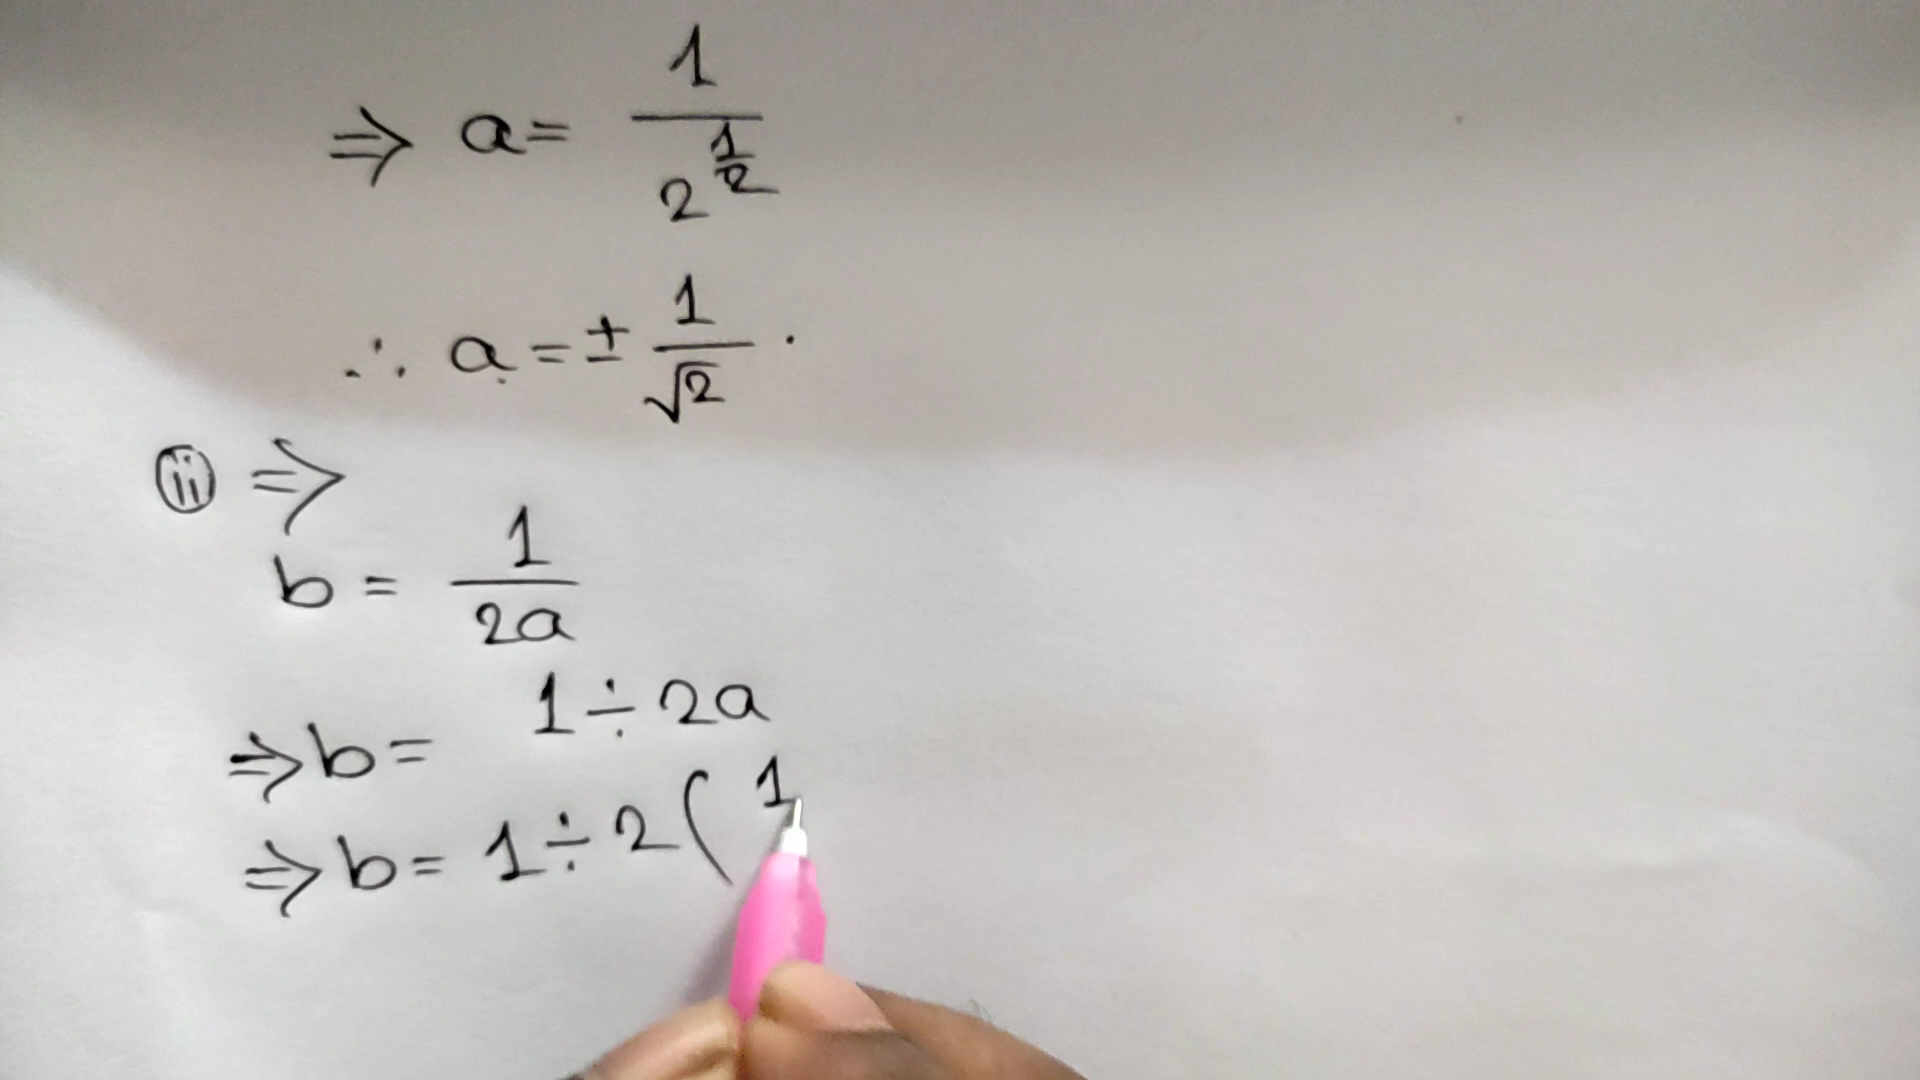 ⇒ a = 1/2^(1/2)
∴ a = ± 1/√2 .
(ii) ⇒
b = 1/2a
⇒ b = 1 ÷ 2a
⇒ b = 1 ÷ 2 ( 1